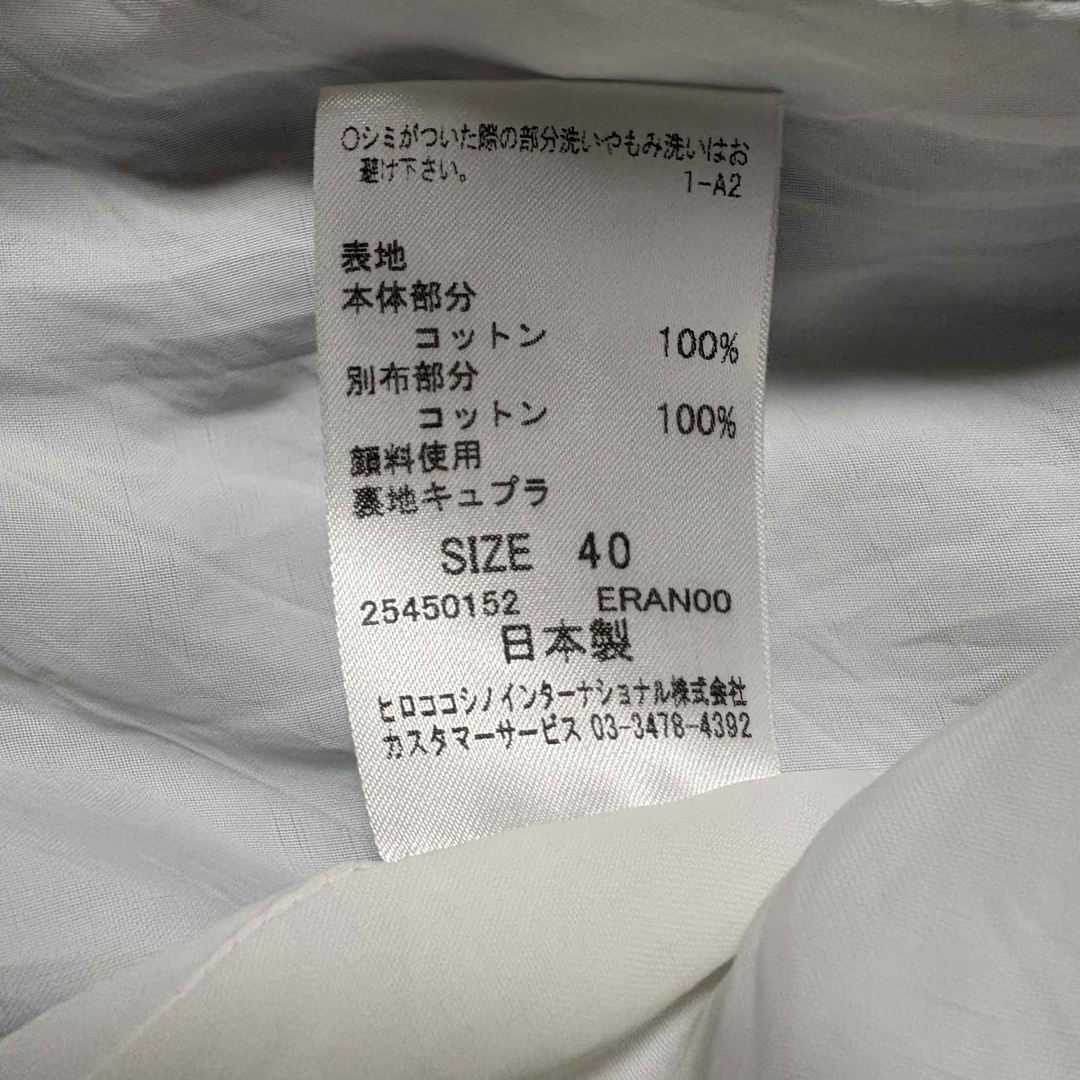 〇シミがついた際の部分洗いやもみ洗いはお
避け下さい。
1-A2
表地
本体部分
コットン 100%
別布部分
コットン 100%
顔料使用
裏地キュプラ
SIZE 40
25450152 ERAN00
日本製
ヒロココシノインターナショナル株式会社
カスタマーサービス 03-3478-4392